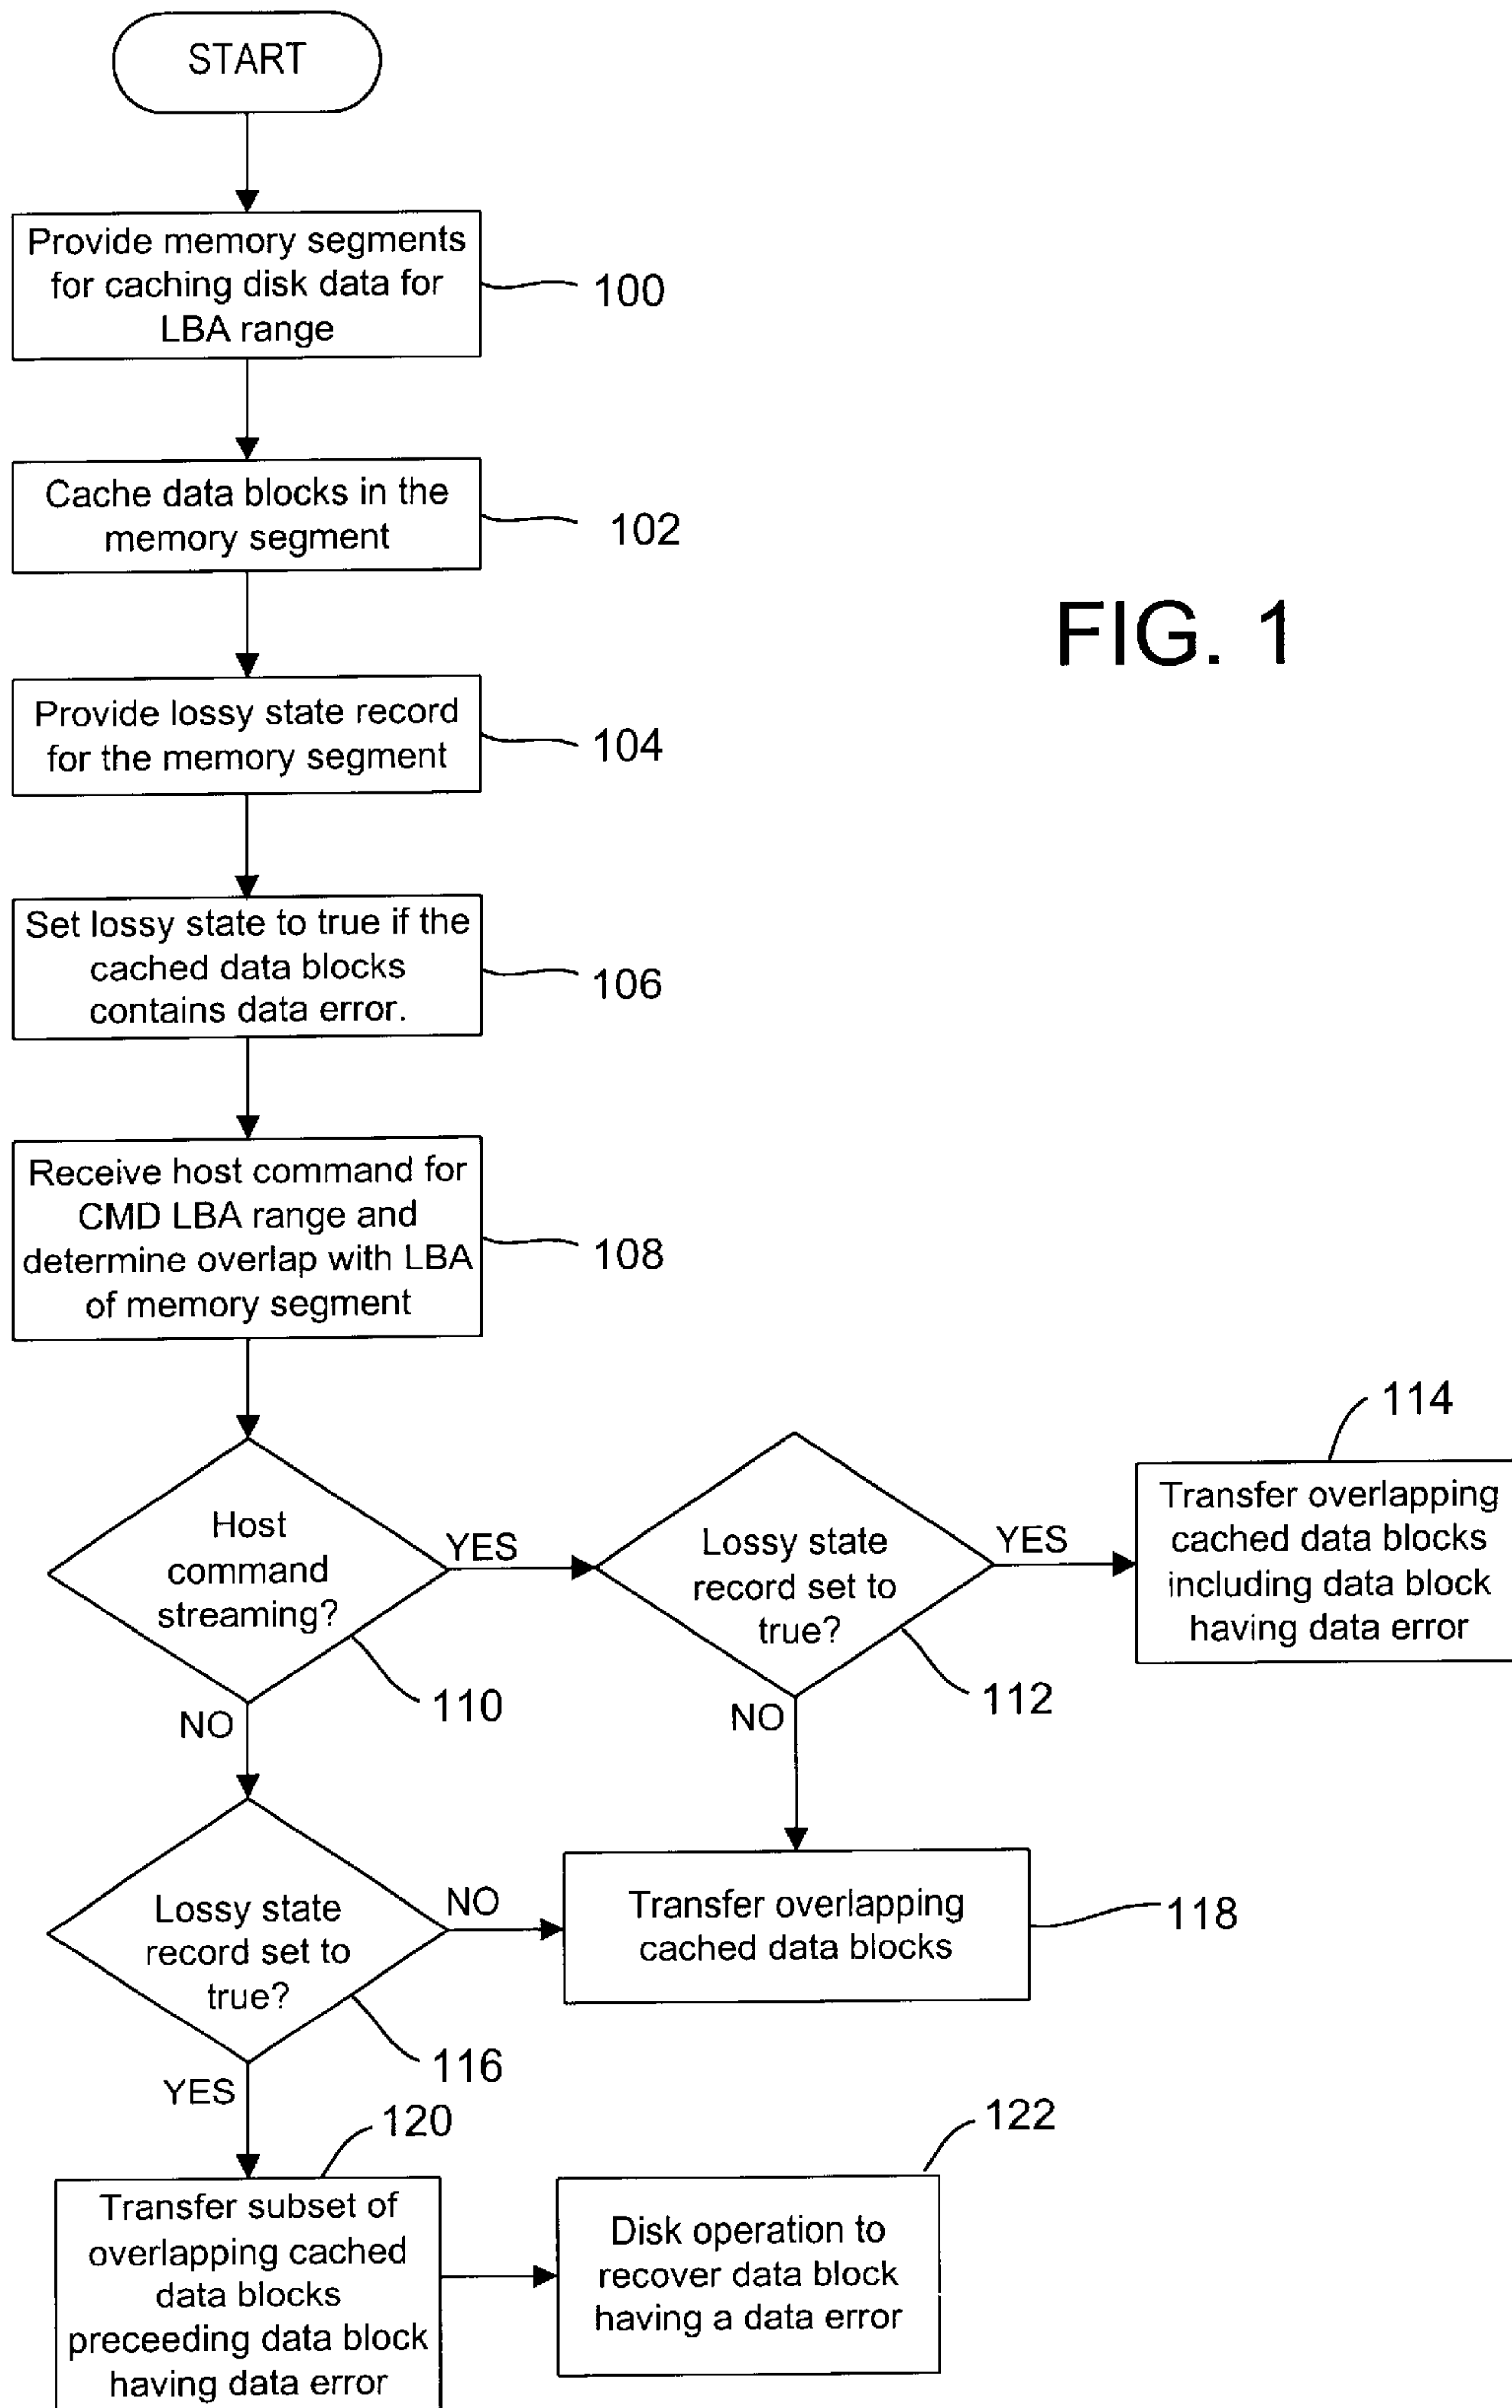 START
Provide memory segments
for caching disk data for
LBA range
100
Cache data blocks in the
memory segment
102
FIG. 1
Provide lossy state record
for the memory segment
104
Set lossy state to true if the
cached data blocks
contains data error.
106
Receive host command for
CMD LBA range and
determine overlap with LBA
of memory segment
108
Host
command
streaming?
YES
110
NO
Lossy state
record set to
true?
YES
112
NO
114
Transfer overlapping
cached data blocks
including data block
having data error
Lossy state
record set to
true?
NO
116
YES
Transfer overlapping
cached data blocks
118
120
Transfer subset of
overlapping cached
data blocks
preceeding data block
having data error
122
Disk operation to
recover data block
having a data error